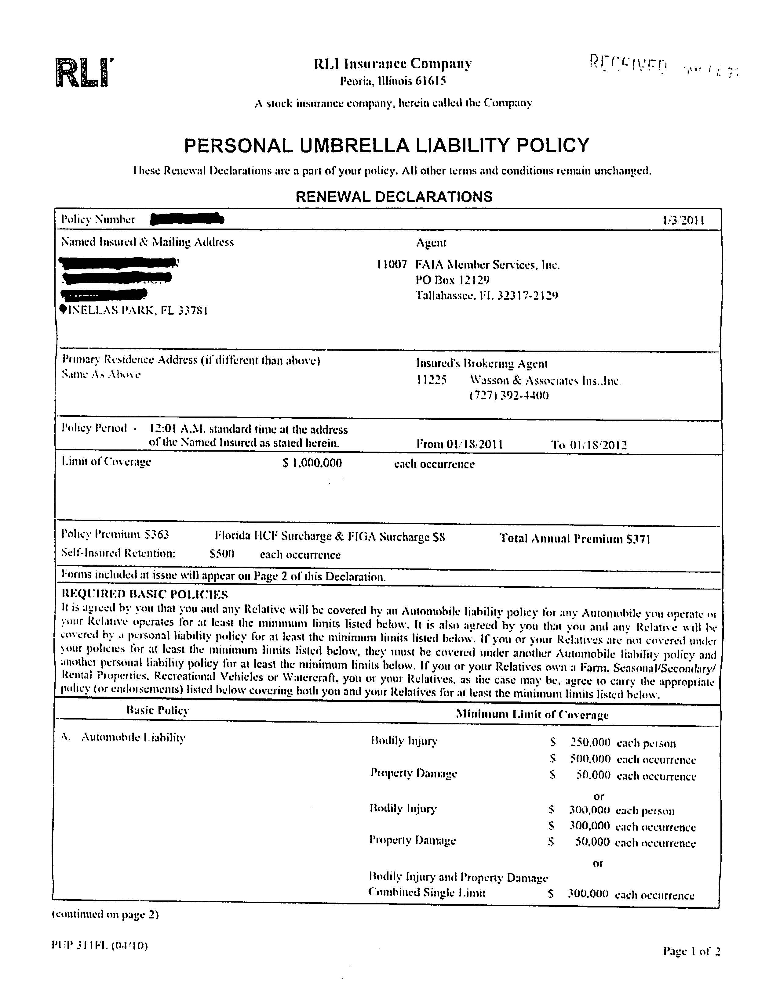 RLI
RLI Insurance Company
Peoria, Illinois 61615
RECEIVED
A stock insurance company, herein called the Company
PERSONAL UMBRELLA LIABILITY POLICY
These Renewal Declarations are a part of your policy. All other terms and conditions remain unchanged.
RENEWAL DECLARATIONS
Policy Number 1/3/2011
Named Insured & Mailing Address Agent
11007 FAIA Member Services, Inc.
PO Box 12129
Tallahassee, FL 32317-2129
INELLAS PARK, FL 33781
Primary Residence Address (if different than above) Insured's Brokering Agent
Same As Above 11225 Wasson & Associates Ins.,Inc.
(727) 392-4400
Policy Period - 12:01 A.M. standard time at the address
of the Named Insured as stated herein. From 01/18/2011 To 01/18/2012
Limit of Coverage $ 1,000,000 each occurrence
Policy Premium $363 Florida HCF Surcharge & FIGA Surcharge $8 Total Annual Premium $371
Self-Insured Retention: $500 each occurrence
Forms included at issue will appear on Page 2 of this Declaration.
REQUIRED BASIC POLICIES
It is agreed by you that you and any Relative will be covered by an Automobile liability policy for any Automobile you operate or
your Relative operates for at least the minimum limits listed below. It is also agreed by you that you and any Relative will be
covered by a personal liability policy for at least the minimum limits listed below. If you or your Relatives are not covered under
your policies for at least the minimum limits listed below, they must be covered under another Automobile liability policy and
another personal liability policy for at least the minimum limits below. If you or your Relatives own a Farm, Seasonal/Secondary/
Rental Properties, Recreational Vehicles or Watercraft, you or your Relatives, as the case may be, agree to carry the appropriate
policy (or endorsements) listed below covering both you and your Relatives for at least the minimum limits listed below.
Basic Policy Minimum Limit of Coverage
A. Automobile Liability Bodily Injury $ 250,000 each person
$ 500,000 each occurrence
Property Damage $ 50,000 each occurrence
or
Bodily Injury $ 300,000 each person
$ 300,000 each occurrence
Property Damage $ 50,000 each occurrence
or
Bodily Injury and Property Damage
Combined Single Limit $ 300,000 each occurrence
(continued on page 2)
PUP 311FL (04/10)
Page 1 of 2